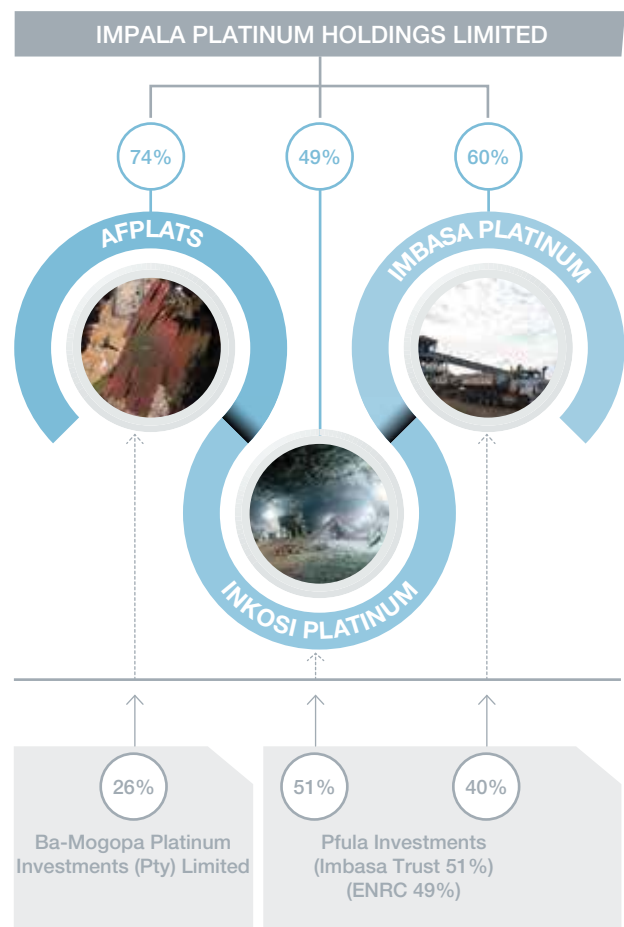 IMPALA PLATINUM HOLDINGS LIMITED
74%
49%
60%
AFPLATS
IMBASA PLATINUM
INKOSI PLATINUM
26%
51%
40%
Ba-Mogopa Platinum
Investments (Pty) Limited
Pfula Investments
(Imbasa Trust 51%)
(ENRC 49%)